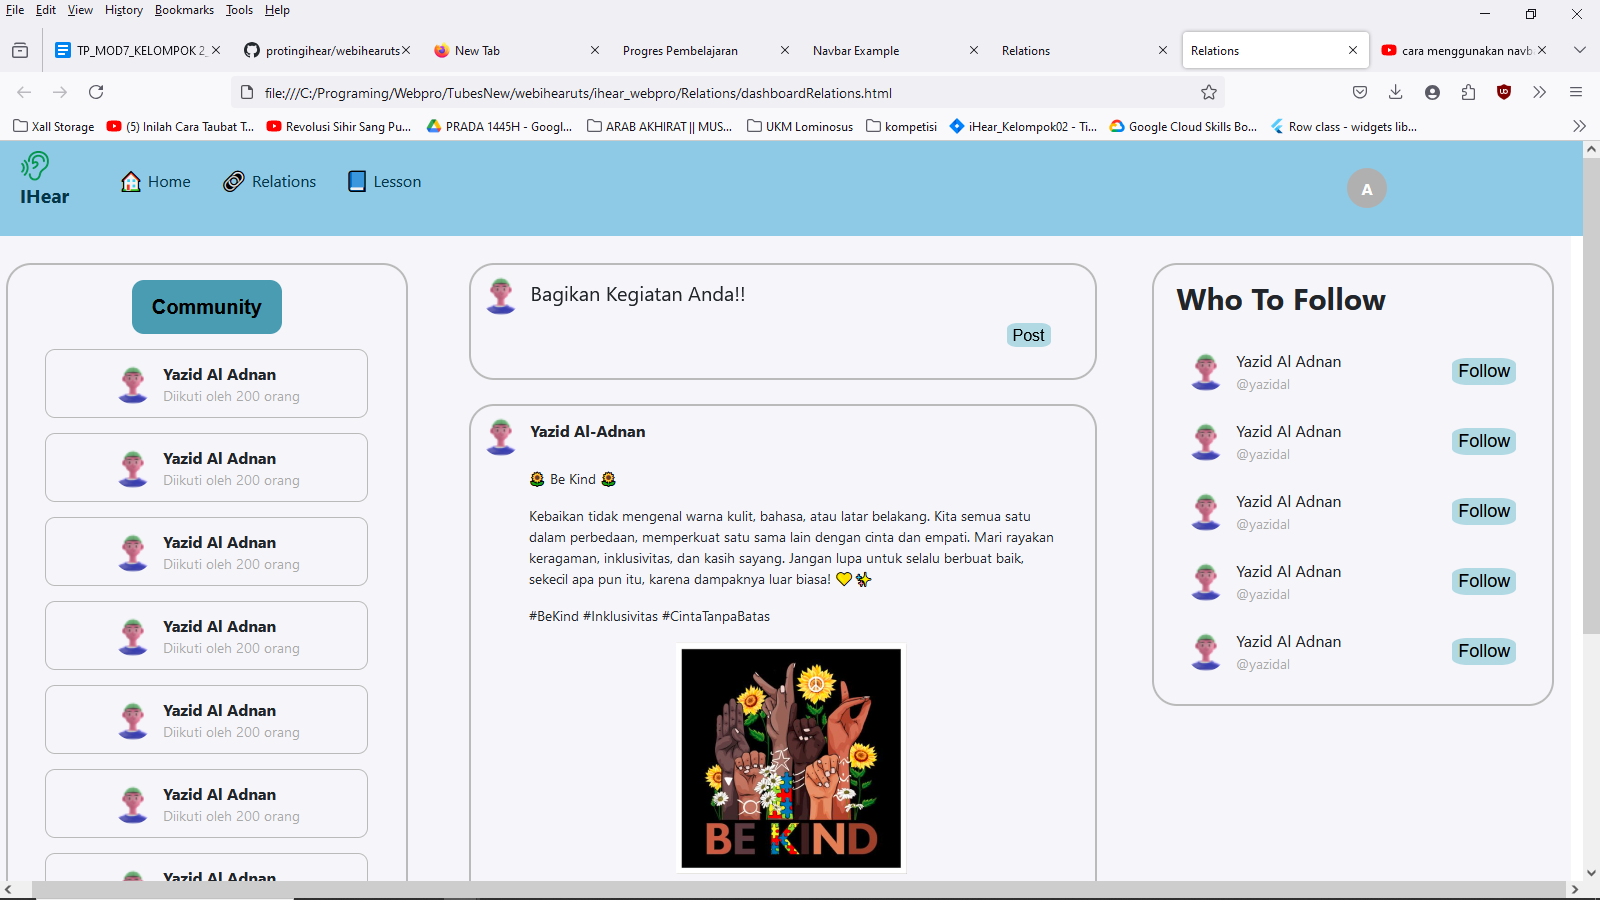 File Edit View History Bookmarks Tools Help
TP_MOD7_KELOMPOK 2_
protingihear/webihearuts
New Tab
Progres Pembelajaran
Navbar Example
Relations
Relations
cara menggunakan navb
file:///C:/Programing/Webpro/TubesNew/webihearuts/ihear_webpro/Relations/dashboardRelations.html
Xall Storage
(5) Inilah Cara Taubat T...
Revolusi Sihir Sang Pu...
PRADA 1445H - Googl...
ARAB AKHIRAT || MUS...
UKM Lominosus
kompetisi
iHear_Kelompok02 - Ti...
Google Cloud Skills Bo...
Row class - widgets lib...
IHear
Home
Relations
Lesson
A
Community
Yazid Al Adnan
Diikuti oleh 200 orang
Yazid Al Adnan
Diikuti oleh 200 orang
Yazid Al Adnan
Diikuti oleh 200 orang
Yazid Al Adnan
Diikuti oleh 200 orang
Yazid Al Adnan
Diikuti oleh 200 orang
Yazid Al Adnan
Diikuti oleh 200 orang
Yazid Al Adnan
Bagikan Kegiatan Anda!!
Post
Yazid Al-Adnan
🌻 Be Kind 🌻
Kebaikan tidak mengenal warna kulit, bahasa, atau latar belakang. Kita semua satu
dalam perbedaan, memperkuat satu sama lain dengan cinta dan empati. Mari rayakan
keragaman, inklusivitas, dan kasih sayang. Jangan lupa untuk selalu berbuat baik,
sekecil apa pun itu, karena dampaknya luar biasa! 💛 ✨
#BeKind #Inklusivitas #CintaTanpaBatas
BE KIND
Who To Follow
Yazid Al Adnan
@yazidal
Follow
Yazid Al Adnan
@yazidal
Follow
Yazid Al Adnan
@yazidal
Follow
Yazid Al Adnan
@yazidal
Follow
Yazid Al Adnan
@yazidal
Follow